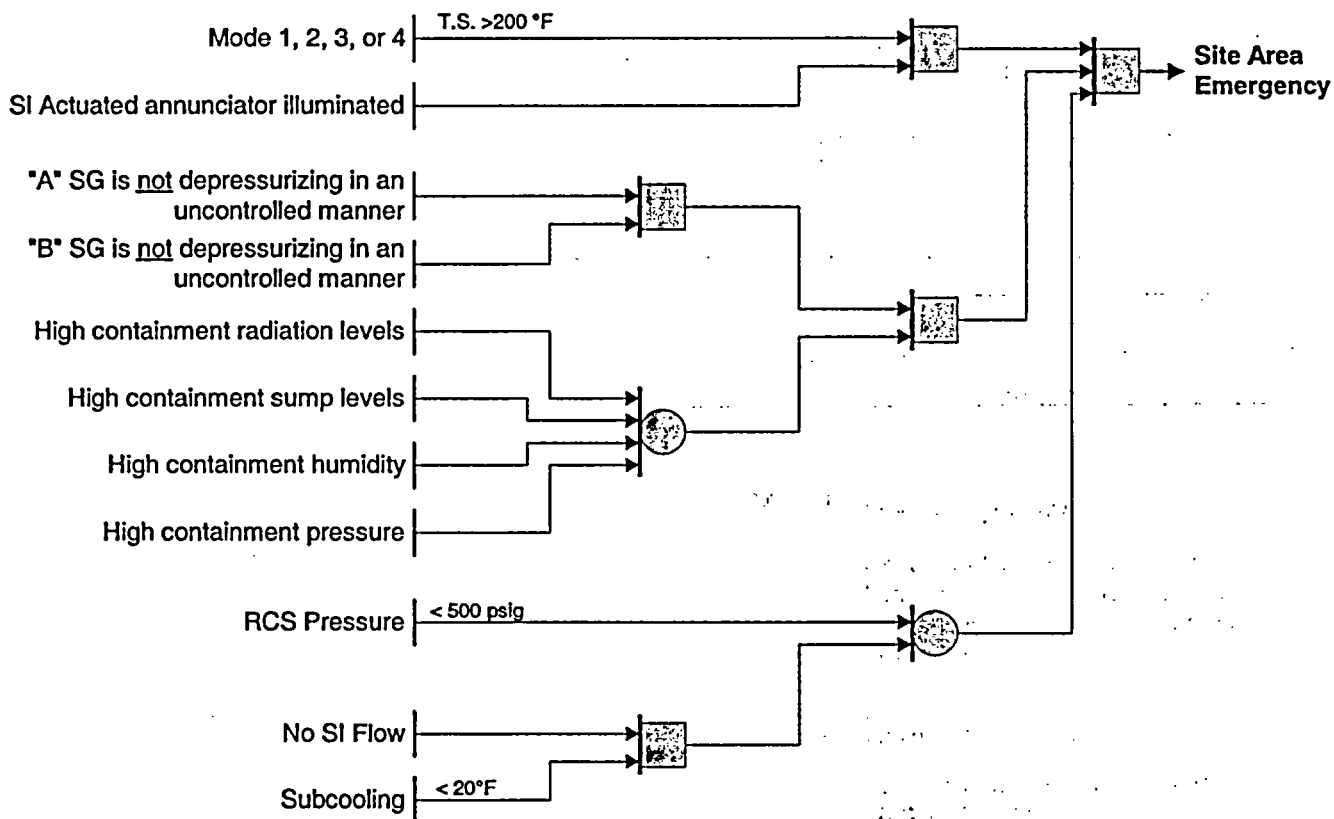 T.S. >200 °F
Mode 1, 2, 3, or 4
Site Area
Emergency
SI Actuated annunciator illuminated
"A" SG is not depressurizing in an
uncontrolled manner
"B" SG is not depressurizing in an
uncontrolled manner
High containment radiation levels
High containment sump levels
High containment humidity
High containment pressure
RCS Pressure
< 500 psig
No SI Flow
Subcooling
< 20°F